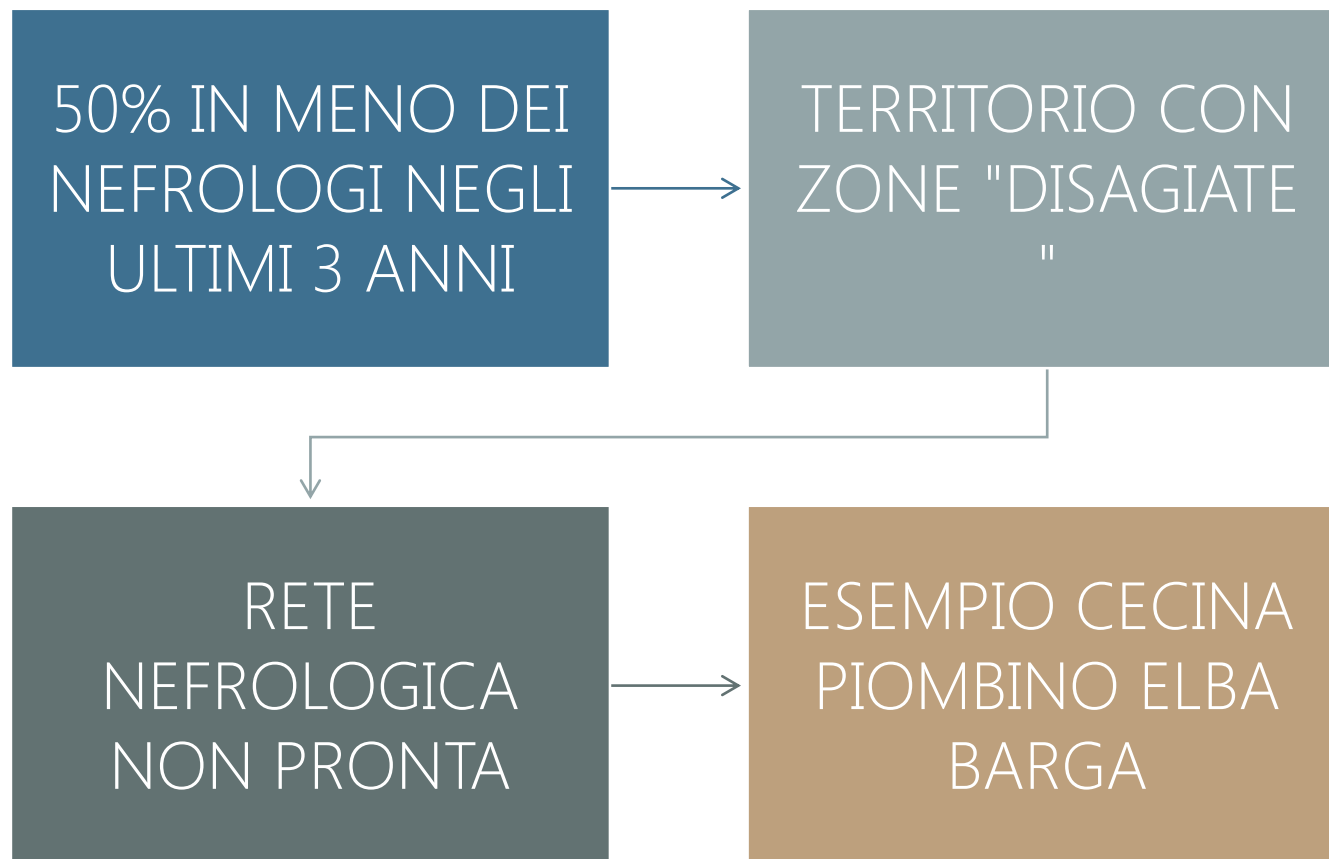 50% IN MENO DEI
NEFROLOGI NEGLI
ULTIMI 3 ANNI
TERRITORIO CON
ZONE "DISAGIATE
"
RETE
NEFROLOGICA
NON PRONTA
ESEMPIO CECINA
PIOMBINO ELBA
BARGA